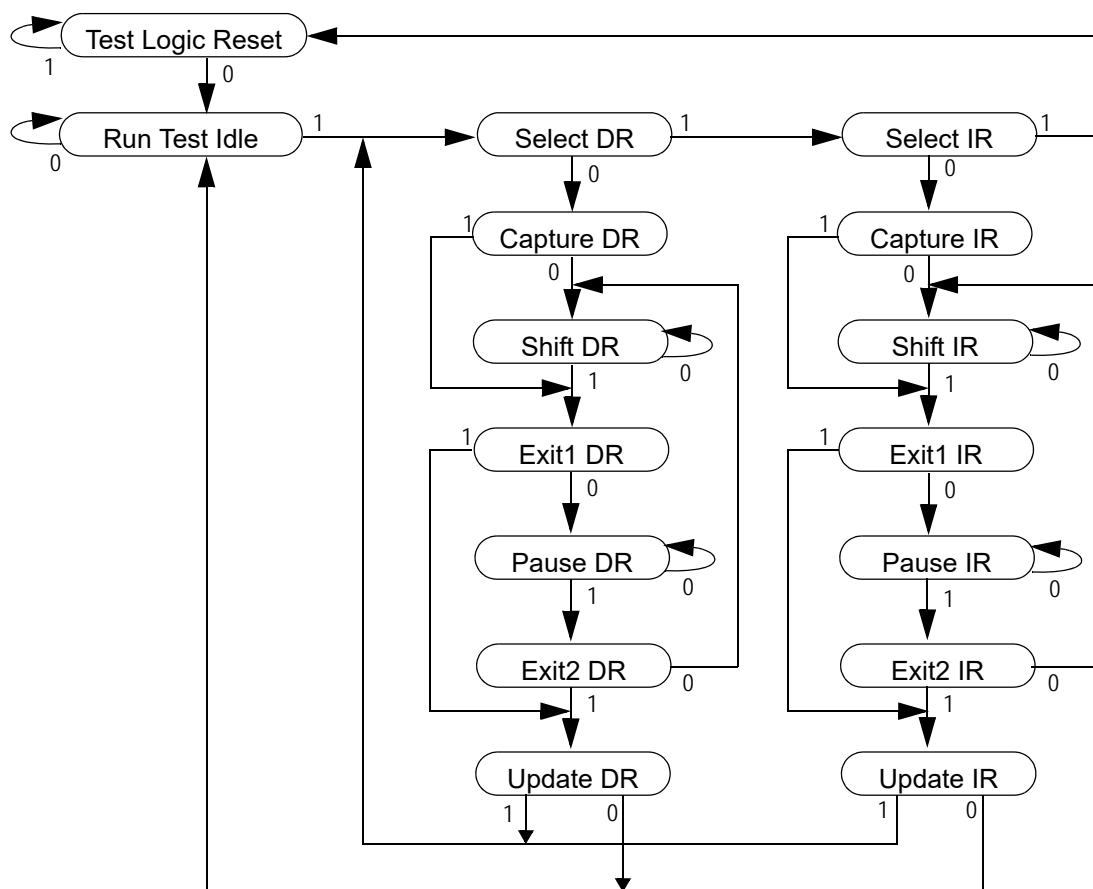 Test Logic Reset
1
0
Run Test Idle
1
Select DR
1
Select IR
1
0
0
0
1
Capture DR
1
Capture IR
0
0
Shift DR
Shift IR
0
0
1
1
1
Exit1 DR
1
Exit1 IR
0
0
Pause DR
Pause IR
0
0
1
1
Exit2 DR
Exit2 IR
0
0
1
1
Update DR
Update IR
1
0
1
0